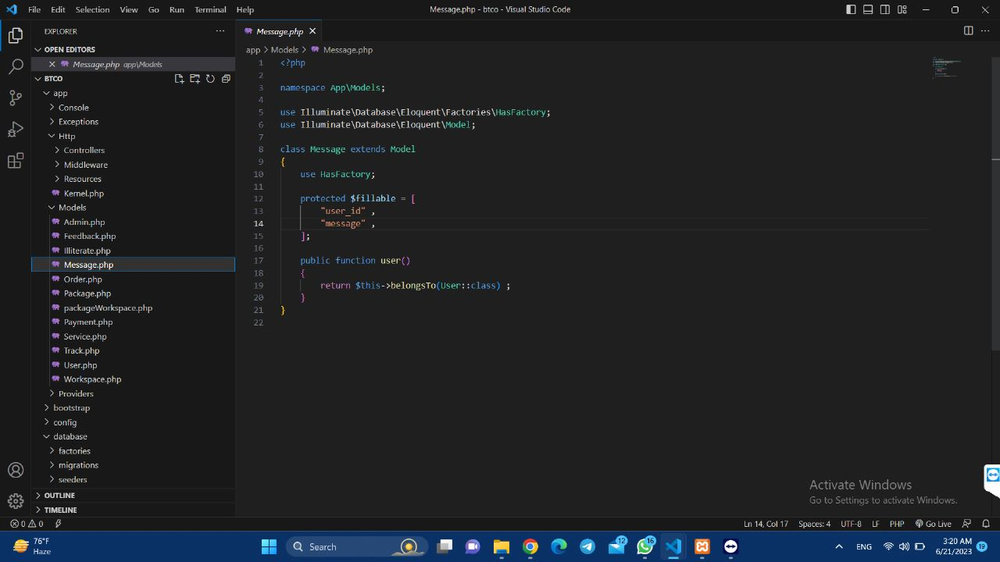 File Edit Selection View Go Run Terminal Help
Message.php - btco - Visual Studio Code
EXPLORER
OPEN EDITORS
Message.php app\Models
BTCO
app
Console
Exceptions
Http
Controllers
Middleware
Resources
Kernel.php
Models
Admin.php
Feedback.php
Illiterate.php
Message.php
Order.php
Package.php
packageWorkspace.php
Payment.php
Service.php
Track.php
User.php
Workspace.php
Providers
bootstrap
config
database
factories
migrations
seeders
OUTLINE
TIMELINE
Message.php
app > Models > Message.php
1 <?php
2
3 namespace App\Models;
4
5 use Illuminate\Database\Eloquent\Factories\HasFactory;
6 use Illuminate\Database\Eloquent\Model;
7
8 class Message extends Model
9 {
10 use HasFactory;
11
12 protected $fillable = [
13 "user_id" ,
14 "message" ,
15 ];
16
17 public function user()
18 {
19 return $this->belongsTo(User::class) ;
20 }
21 }
22
Activate Windows
Go to Settings to activate Windows.
0 0
Ln 14, Col 17 Spaces: 4 UTF-8 LF PHP Go Live
76°F
Haze
Search
12
16
ENG
3:20 AM
6/21/2023
19